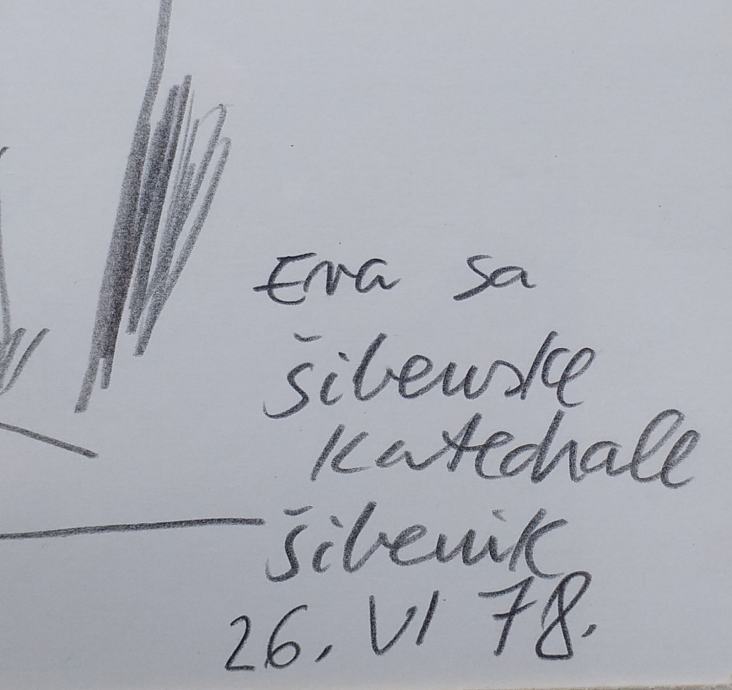 Eva sa
šibenske
katedrale
šibenik
26. VI 78.